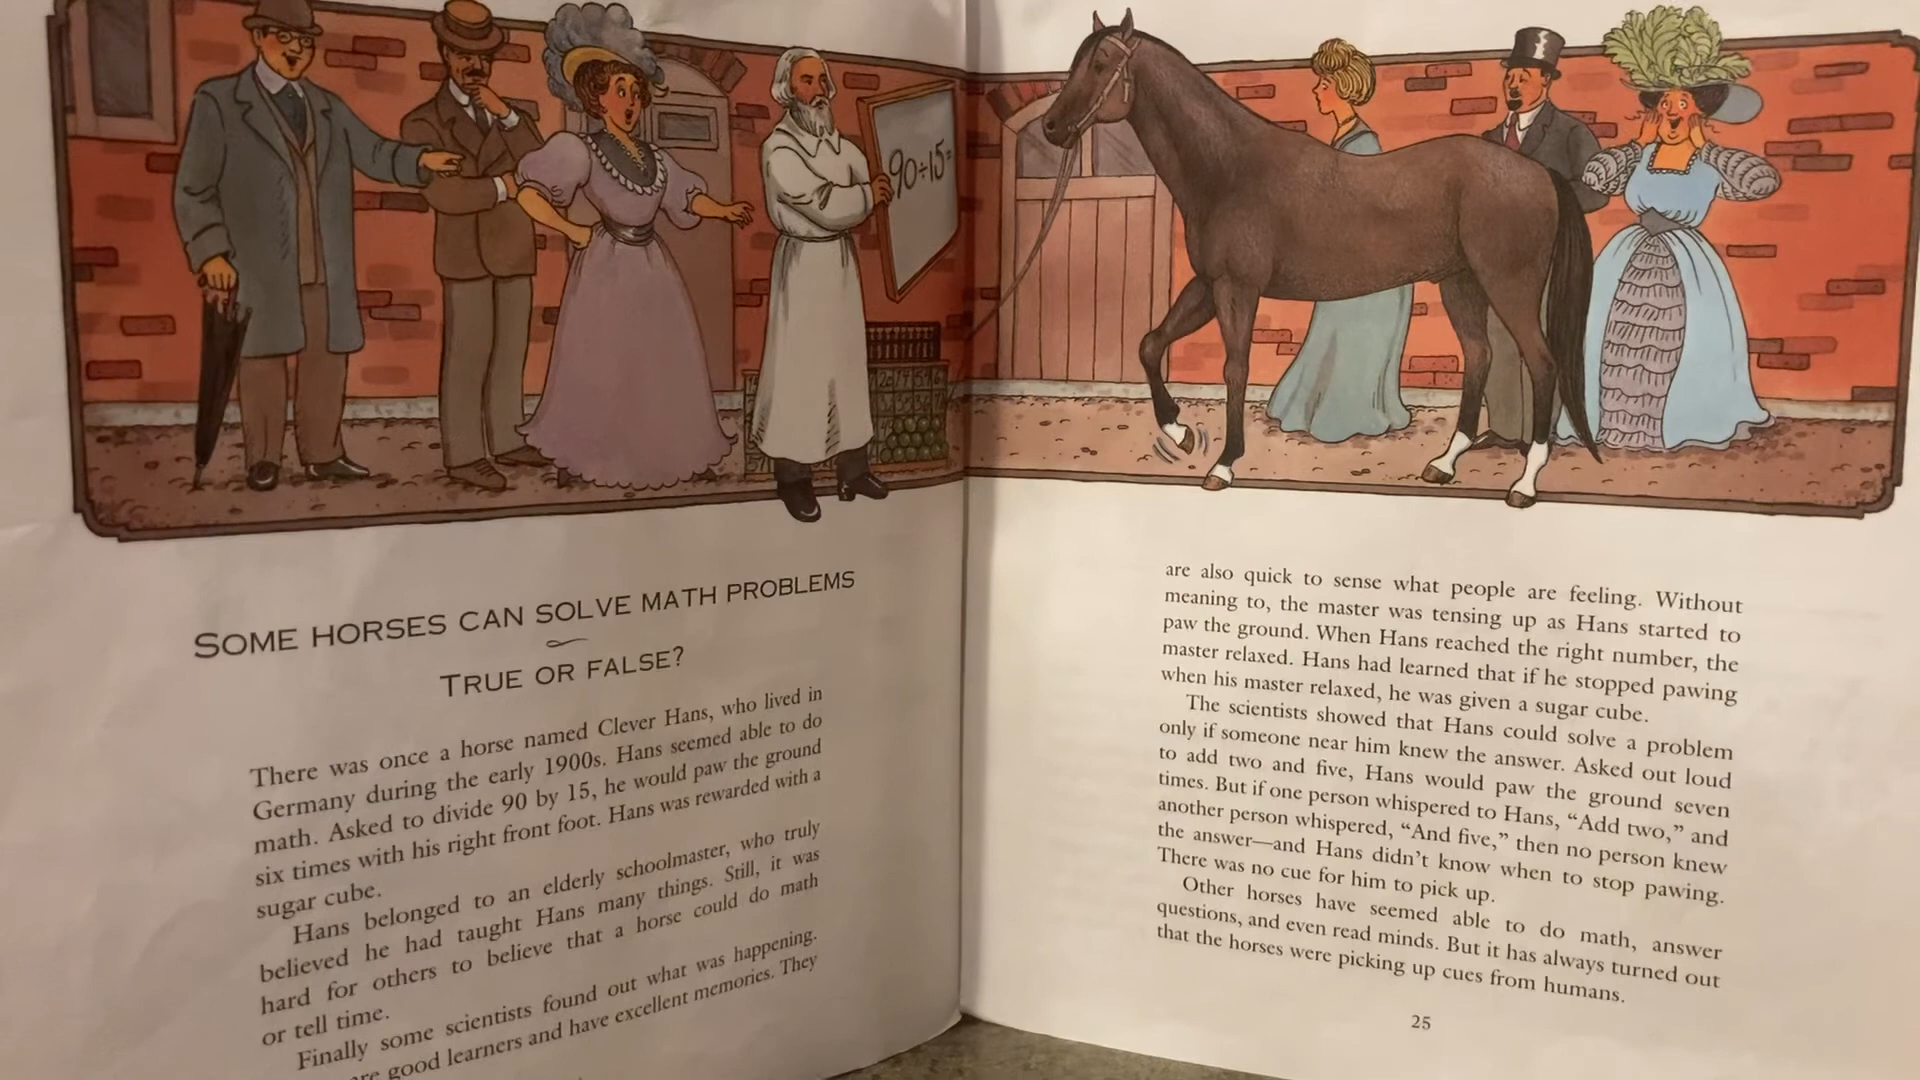 90÷15=
SOME HORSES CAN SOLVE MATH PROBLEMS
TRUE OR FALSE?
There was once a horse named Clever Hans, who lived in
Germany during the early 1900s. Hans seemed able to do
math. Asked to divide 90 by 15, he would paw the ground
six times with his right front foot. Hans was rewarded with a
sugar cube.
Hans belonged to an elderly schoolmaster, who truly
believed he had taught Hans many things. Still, it was
hard for others to believe that a horse could do math
or tell time.
Finally some scientists found out what was happening.
good learners and have excellent memories. They
are also quick to sense what people are feeling. Without
meaning to, the master was tensing up as Hans started to
paw the ground. When Hans reached the right number, the
master relaxed. Hans had learned that if he stopped pawing
when his master relaxed, he was given a sugar cube.
The scientists showed that Hans could solve a problem
only if someone near him knew the answer. Asked out loud
to add two and five, Hans would paw the ground seven
times. But if one person whispered to Hans, “Add two,” and
another person whispered, “And five,” then no person knew
the answer—and Hans didn’t know when to stop pawing.
There was no cue for him to pick up.
Other horses have seemed able to do math, answer
questions, and even read minds. But it has always turned out
that the horses were picking up cues from humans.
25